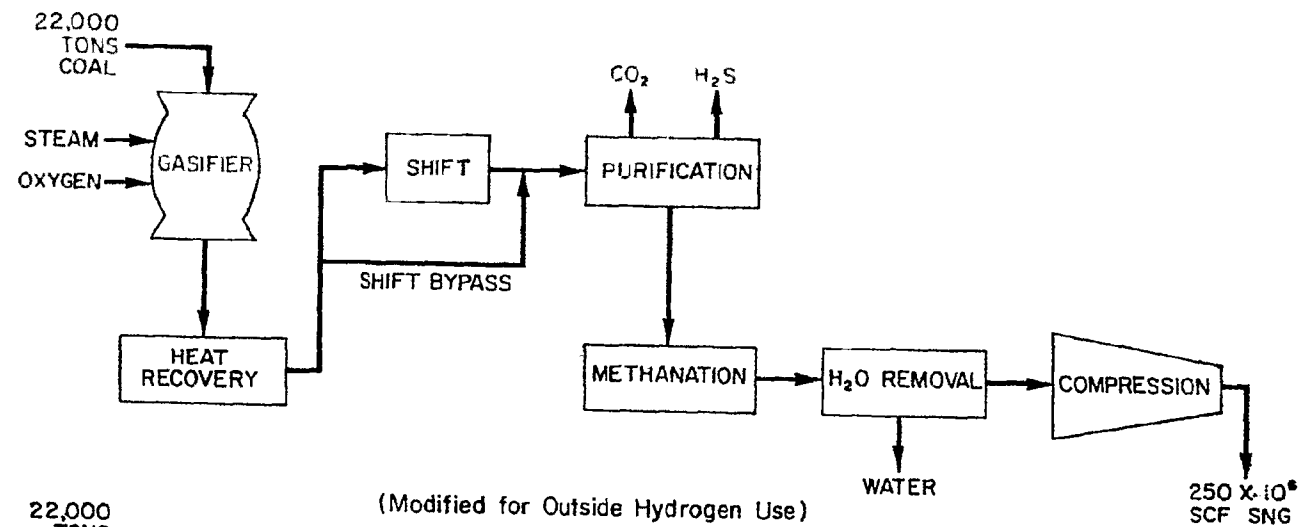 22,000
TONS
COAL
STEAM
OXYGEN
GASIFIER
HEAT
RECOVERY
SHIFT
SHIFT BYPASS
CO₂
H₂S
PURIFICATION
METHANATION
H₂O REMOVAL
WATER
COMPRESSION
250 X·10⁶
SCF SNG
(Modified for Outside Hydrogen Use)
22,000
TONS